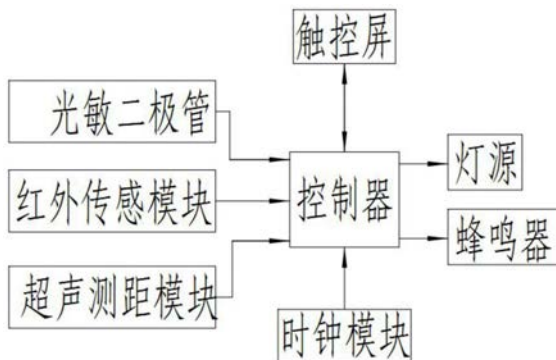 触控屏
光敏二极管
灯源
红外传感模块
控制器
蜂鸣器
超声测距模块
时钟模块